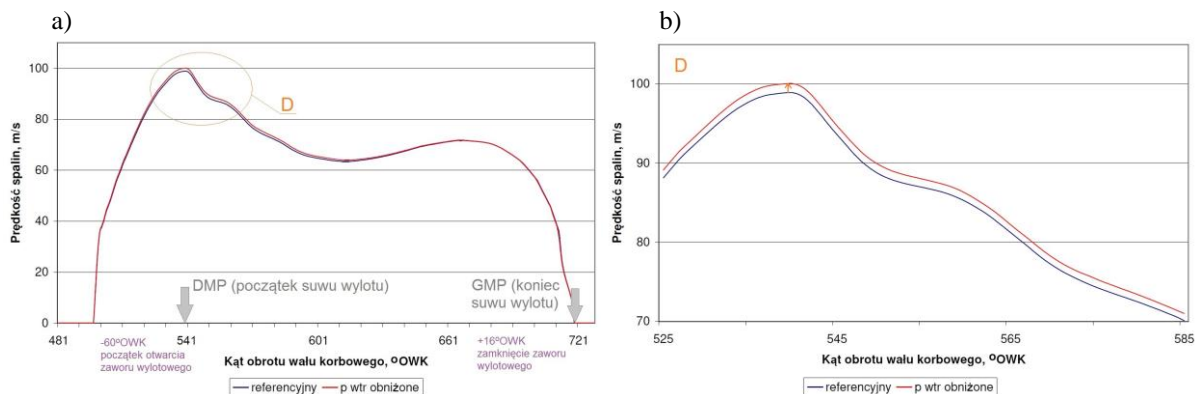 a)
Prędkość spalin, m/s
100
80
60
40
20
0
D
DMP (początek suwu wylotu)
GMP (koniec
suwu wylotu)
481
541
601
661
721
-60ºOWK
początek otwarcia
zaworu wylotowego
Kąt obrotu wału korbowego, ºOWK
+16ºOWK
zamknięcie zaworu
wylotowego
referencyjny
p wtr obniżone
b)
D
Prędkość spalin, m/s
100
90
80
70
525
545
565
585
Kąt obrotu wału korbowego, ºOWK
referencyjny
p wtr obniżone